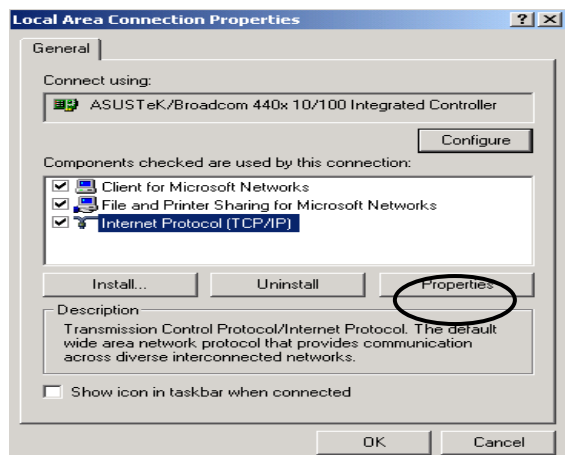 Local Area Connection Properties
General
Connect using:
ASUSTeK/Broadcom 440x 10/100 Integrated Controller
Configure
Components checked are used by this connection:
Client for Microsoft Networks
File and Printer Sharing for Microsoft Networks
Internet Protocol (TCP/IP)
Install... Uninstall Properties
Description
Transmission Control Protocol/Internet Protocol. The default
wide area network protocol that provides communication
across diverse interconnected networks.
Show icon in taskbar when connected
OK Cancel